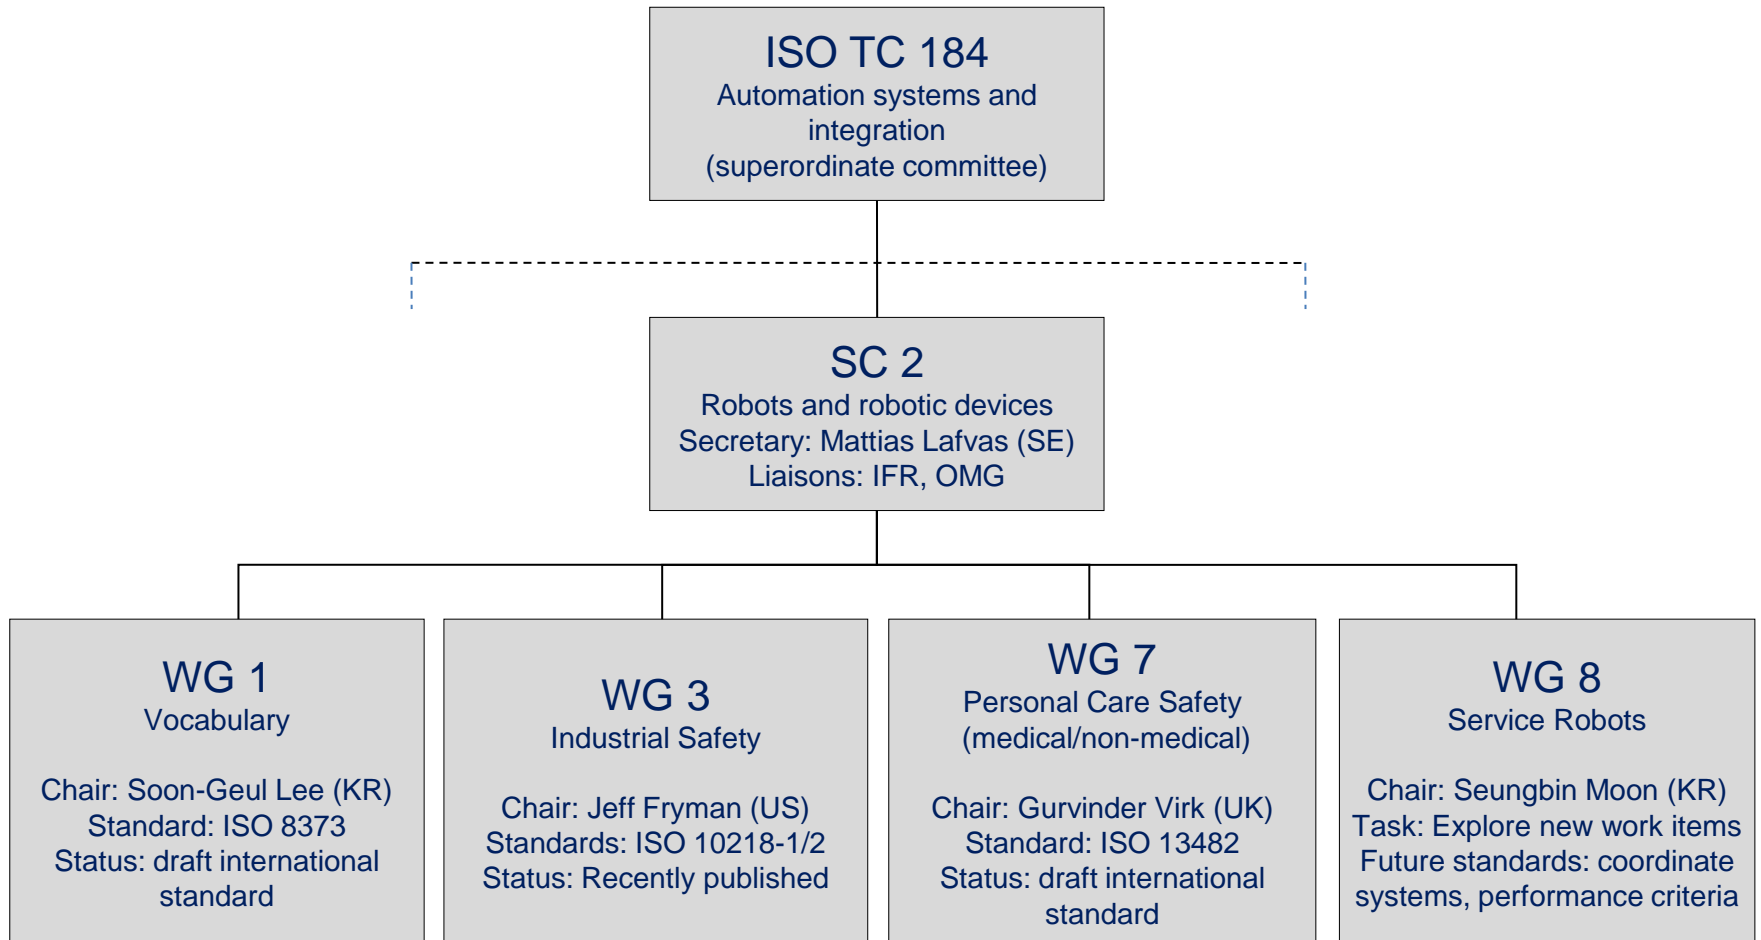 ISO TC 184
Automation systems and
integration
(superordinate committee)
SC 2
Robots and robotic devices
Secretary: Mattias Lafvas (SE)
Liaisons: IFR, OMG
WG 1
Vocabulary
Chair: Soon-Geul Lee (KR)
Standard: ISO 8373
Status: draft international
standard
WG 3
Industrial Safety
Chair: Jeff Fryman (US)
Standards: ISO 10218-1/2
Status: Recently published
WG 7
Personal Care Safety
(medical/non-medical)
Chair: Gurvinder Virk (UK)
Standard: ISO 13482
Status: draft international
standard
WG 8
Service Robots
Chair: Seungbin Moon (KR)
Task: Explore new work items
Future standards: coordinate
systems, performance criteria